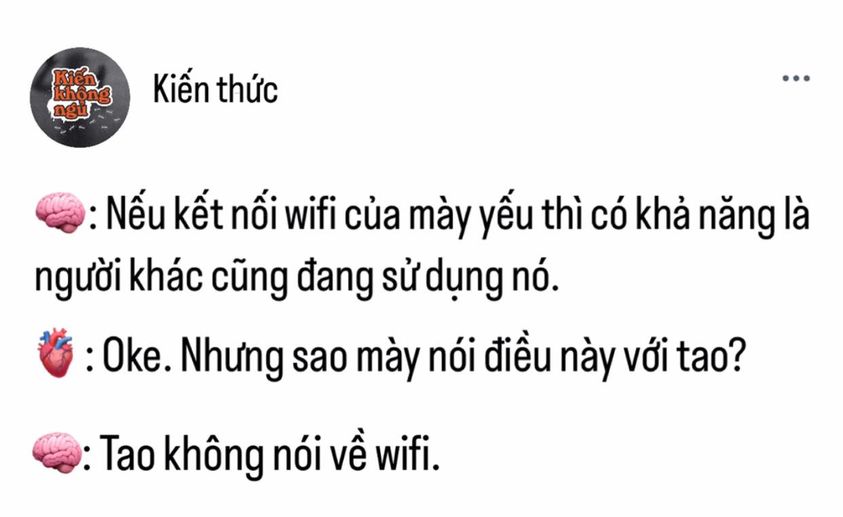 Kiến
không
ngủ
Kiến thức
🧠: Nếu kết nối wifi của mày yếu thì có khả năng là
người khác cũng đang sử dụng nó.
🫀: Oke. Nhưng sao mày nói điều này với tao?
🧠: Tao không nói về wifi.